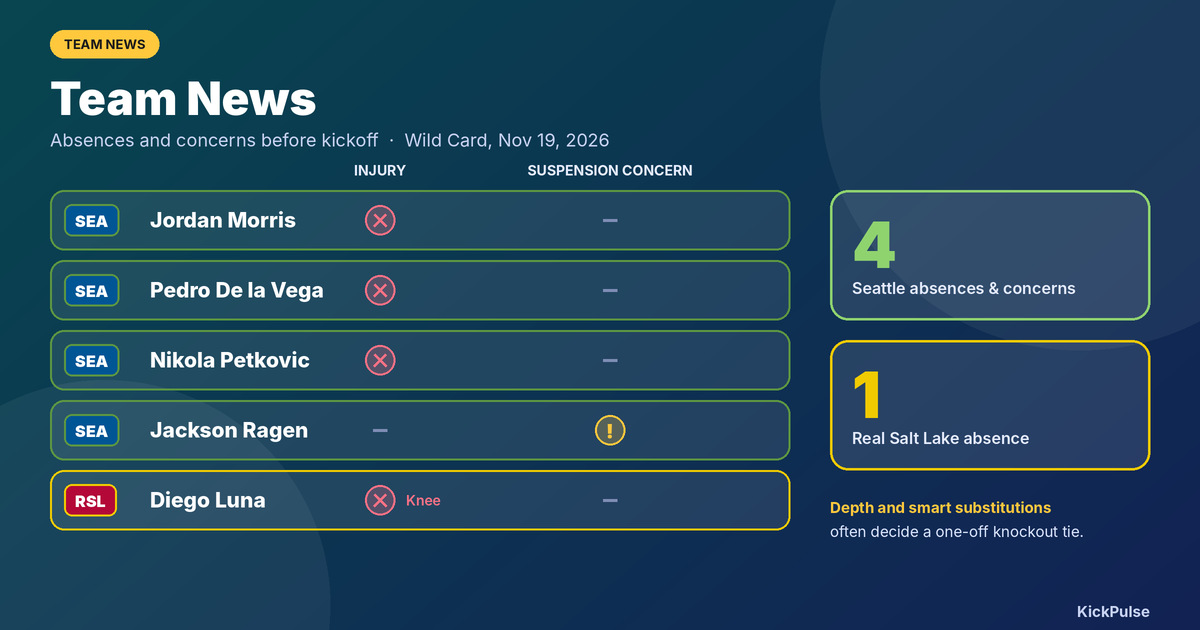 TEAM NEWS
Team News
Absences and concerns before kickoff · Wild Card, Nov 19, 2026
INJURY SUSPENSION CONCERN
SEA Jordan Morris –
SEA Pedro De la Vega –
SEA Nikola Petkovic –
SEA Jackson Ragen – !
RSL Diego Luna Knee –
4
Seattle absences & concerns
1
Real Salt Lake absence
Depth and smart substitutions
often decide a one-off knockout tie.
KickPulse